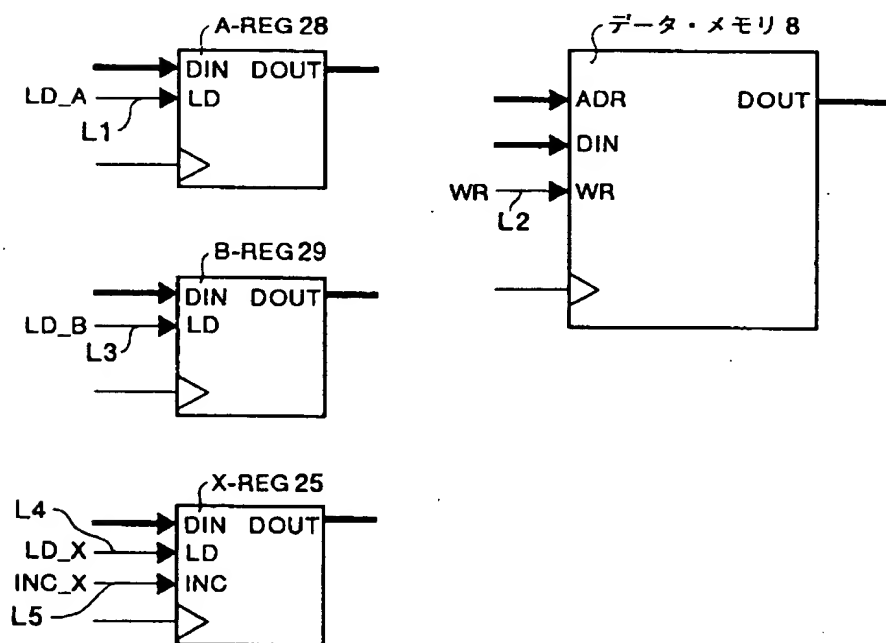 A-REG 28
DIN DOUT
LD_A LD
L1
B-REG 29
DIN DOUT
LD_B LD
L3
X-REG 25
L4
DIN DOUT
LD_X LD
INC_X INC
L5
データ・メモリ 8
ADR DOUT
DIN
WR WR
L2